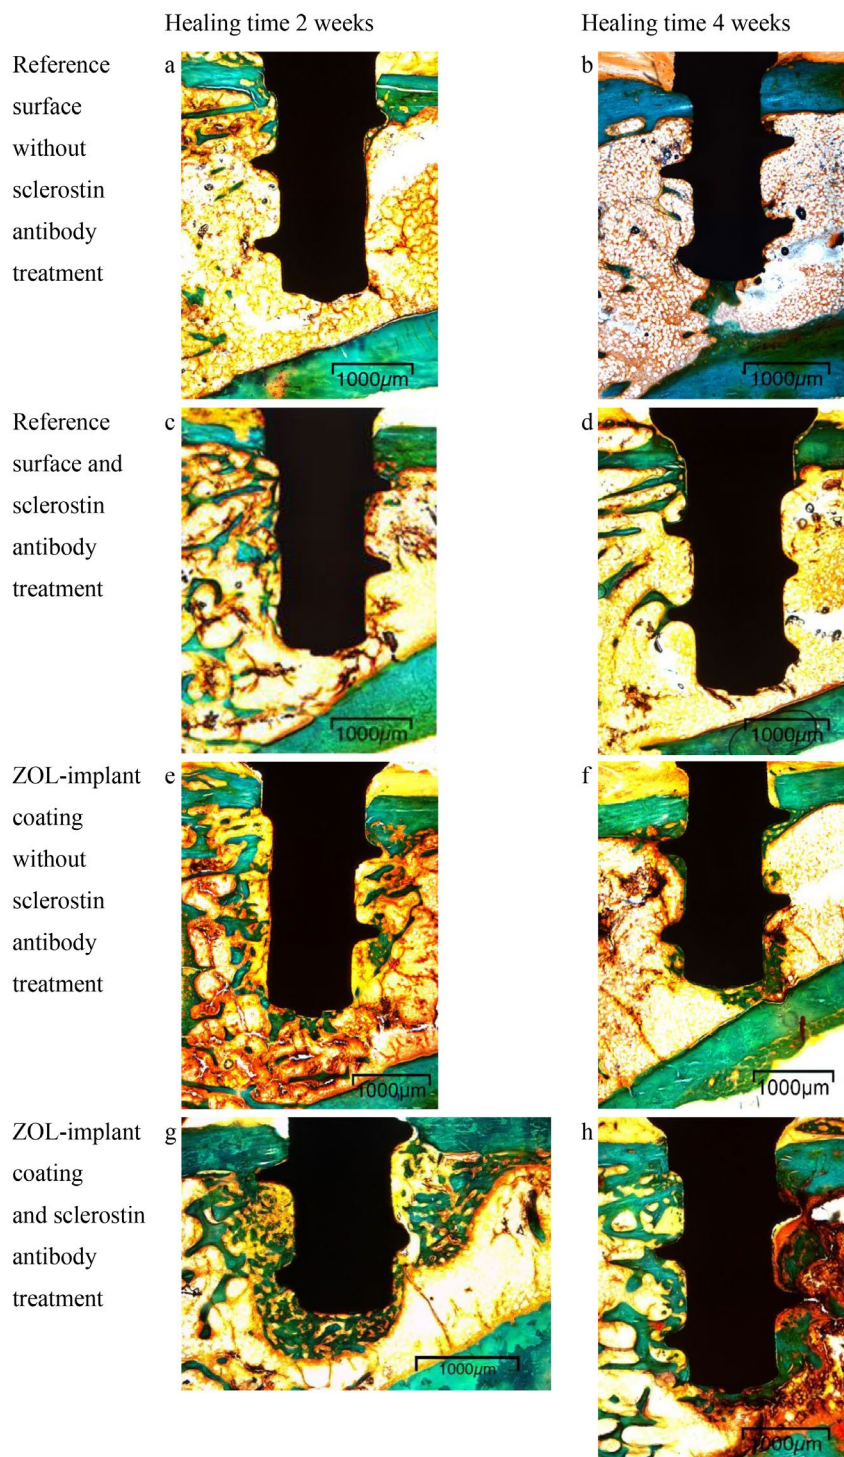 Healing time 2 weeks
Healing time 4 weeks
Reference
surface
without
sclerostin
antibody
treatment
a
1000µm
b
1000µm
Reference
surface and
sclerostin
antibody
treatment
c
1000µm
d
1000µm
ZOL-implant
coating
without
sclerostin
antibody
treatment
e
1000µm
f
1000µm
ZOL-implant
coating
and sclerostin
antibody
treatment
g
1000µm
h
1000µm